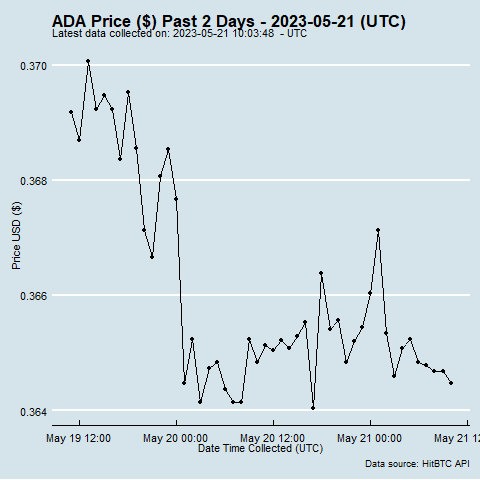 ADA Price ($) Past 2 Days - 2023-05-21 (UTC)
Latest data collected on: 2023-05-21 10:03:48 - UTC
0.370
0.368
0.366
0.364
Price USD ($)
May 19 12:00 May 20 00:00 May 20 12:00 May 21 00:00 May 21 12
Date Time Collected (UTC)
Data source: HitBTC API